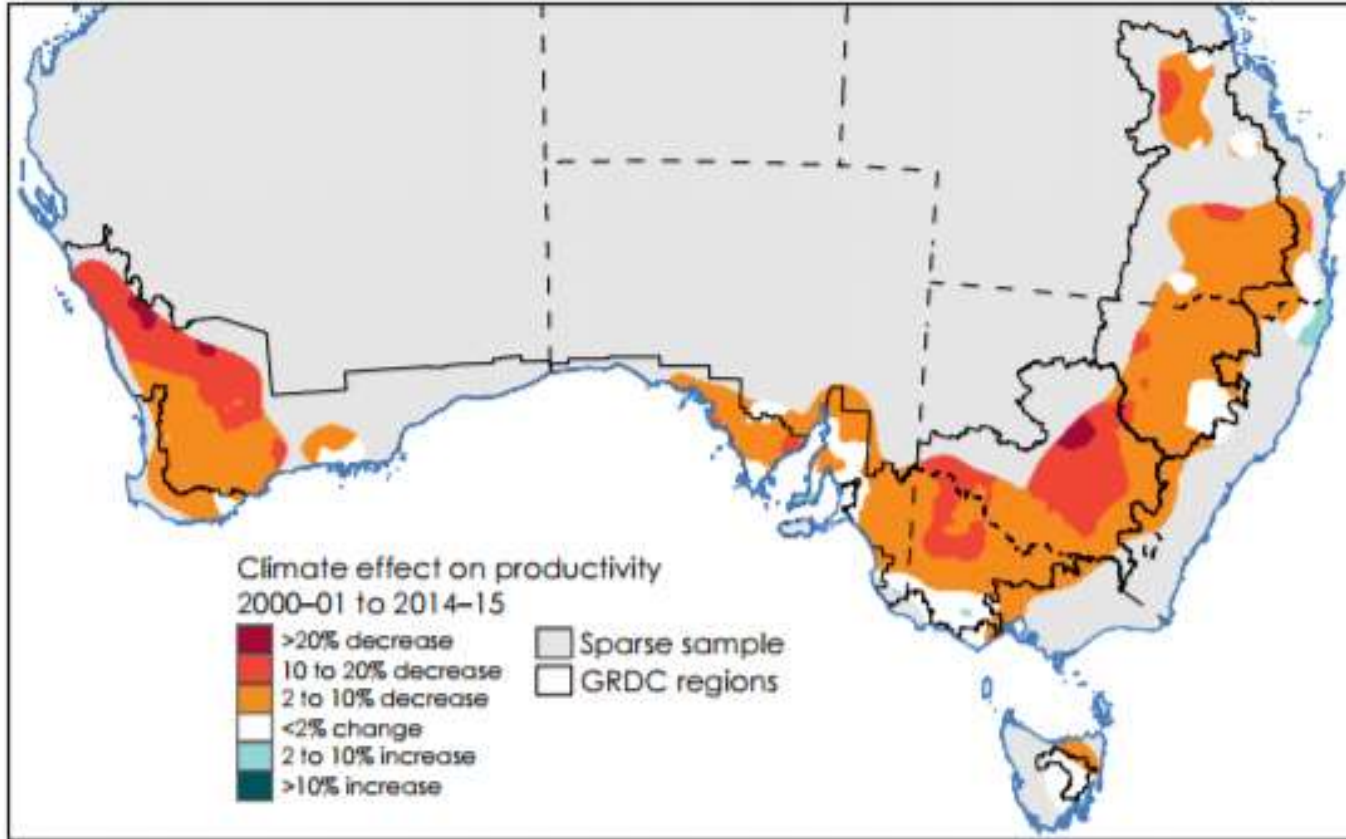 Climate effect on productivity
2000–01 to 2014–15
>20% decrease
10 to 20% decrease
2 to 10% decrease
<2% change
2 to 10% increase
>10% increase
Sparse sample
GRDC regions